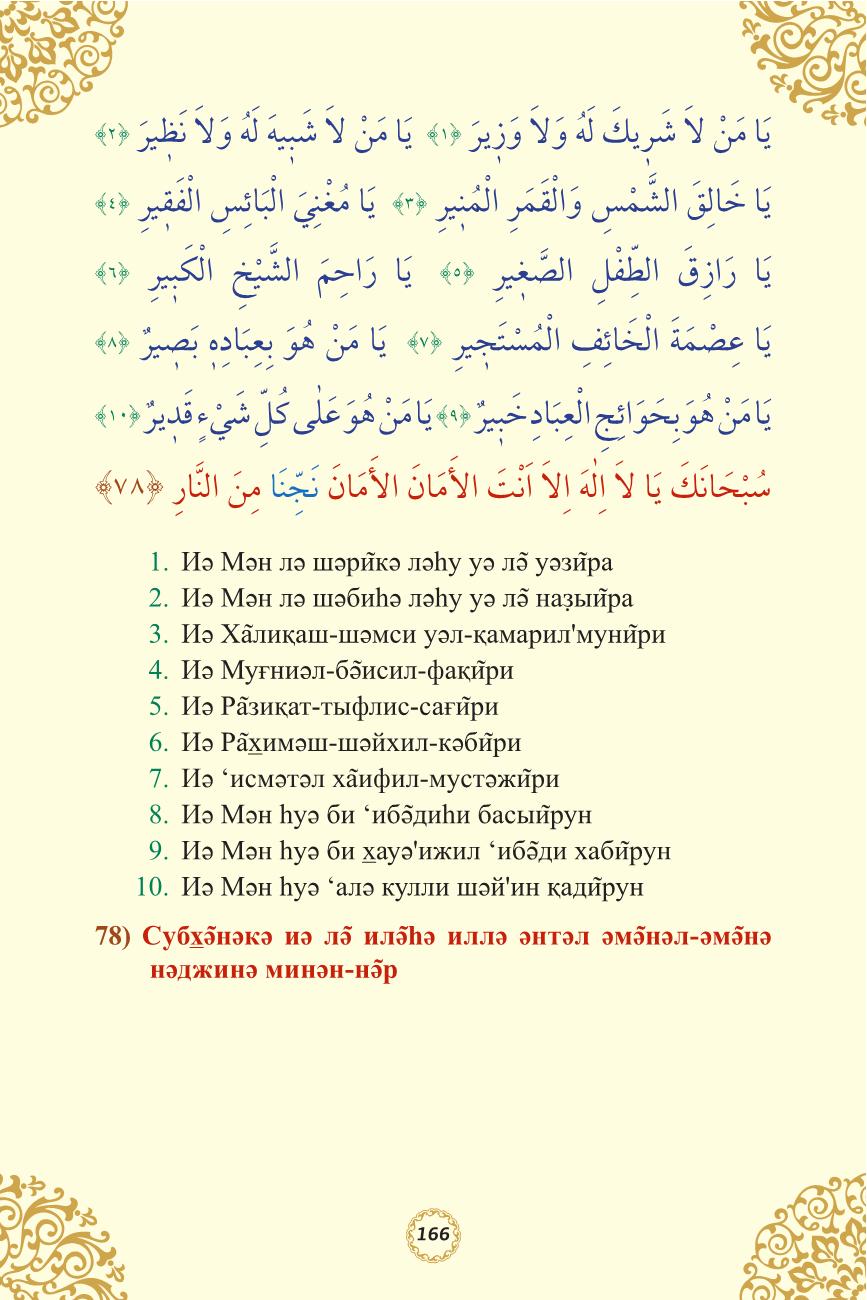 يَا مَنْ لاَ شَرِيكَ لَهُ وَلاَ وَزِيرَ ﴿١﴾ يَا مَنْ لاَ شَبِيهَ لَهُ وَلاَ نَظِيرَ ﴿٢﴾
يَا خَالِقَ الشَّمْسِ وَالْقَمَرِ الْمُنِيرِ ﴿٣﴾ يَا مُغْنِيَ الْبَائِسِ الْفَقِيرِ ﴿٤﴾
يَا رَازِقَ الطِّفْلِ الصَّغِيرِ ﴿٥﴾ يَا رَاحِمَ الشَّيْخِ الْكَبِيرِ ﴿٦﴾
يَا عِصْمَةَ الْخَائِفِ الْمُسْتَجِيرِ ﴿٧﴾ يَا مَنْ هُوَ بِعِبَادِهِ بَصِيرٌ ﴿٨﴾
يَا مَنْ هُوَ بِحَوَائِجِ الْعِبَادِ خَبِيرٌ ﴿٩﴾ يَا مَنْ هُوَ عَلٰى كُلِّ شَيْءٍ قَدِيرٌ ﴿١٠﴾
سُبْحَانَكَ يَا لاَ اِلٰهَ اِلاَّ اَنْتَ الأَمَانَ الأَمَانَ نَجِّنَا مِنَ النَّارِ ﴿٧٨﴾
1. Иә Мән лә шәри̃кә ләһу уә лә̃ уәзи̃ра
2. Иә Мән лә шәбиһә ләһу уә лә̃ наẓый̃ра
3. Иә Ха̃лиқаш-шәмси уәл-қамарил'муни̃ри
4. Иә Муғниәл-бә̃исил-фақи̃ри
5. Иә Ра̃зиқат-тыфлис-сағи̃ри
6. Иә Ра̃х̲имәш-шәйхил-кәби̃ри
7. Иә ‘исмәтәл ха̃ифил-мустәжи̃ри
8. Иә Мән һуә би ‘ибә̃диһи басый̃рун
9. Иә Мән һуә би х̲ауә'ижил ‘ибә̃ди хаби̃рун
10. Иә Мән һуә ‘алә кулли шәй'ин қади̃рун
78) Субх̲ә̃нәкә иә лә̃ илә̃һә иллә әнтәл әмә̃нәл-әмә̃нә
нәджинә минән-нә̃р
166